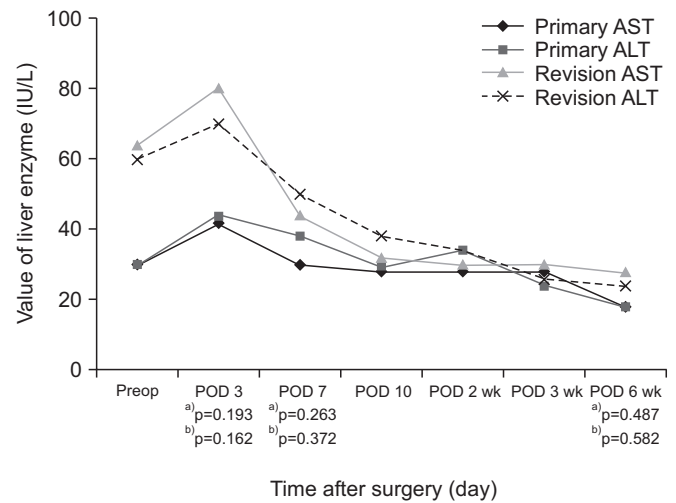 100
80
60
40
20
0
Value of liver enzyme (IU/L)
Primary AST
Primary ALT
Revision AST
Revision ALT
Preop POD 3 POD 7 POD 10 POD 2 wk POD 3 wk POD 6 wk
a)p=0.193 a)p=0.263 a)p=0.487
b)p=0.162 b)p=0.372 b)p=0.582
Time after surgery (day)